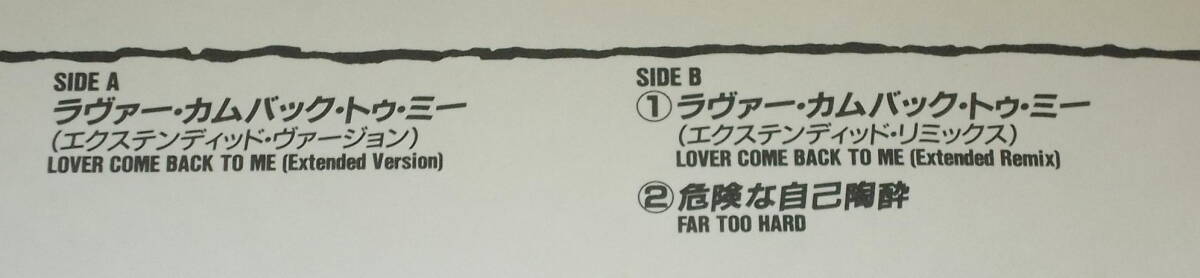 SIDE A
ラヴァー・カムバック・トゥ・ミー
(エクステンディッド・ヴァージョン)
LOVER COME BACK TO ME (Extended Version)
SIDE B
①ラヴァー・カムバック・トゥ・ミー
(エクステンディッド・リミックス)
LOVER COME BACK TO ME (Extended Remix)
②危険な自己陶酔
FAR TOO HARD